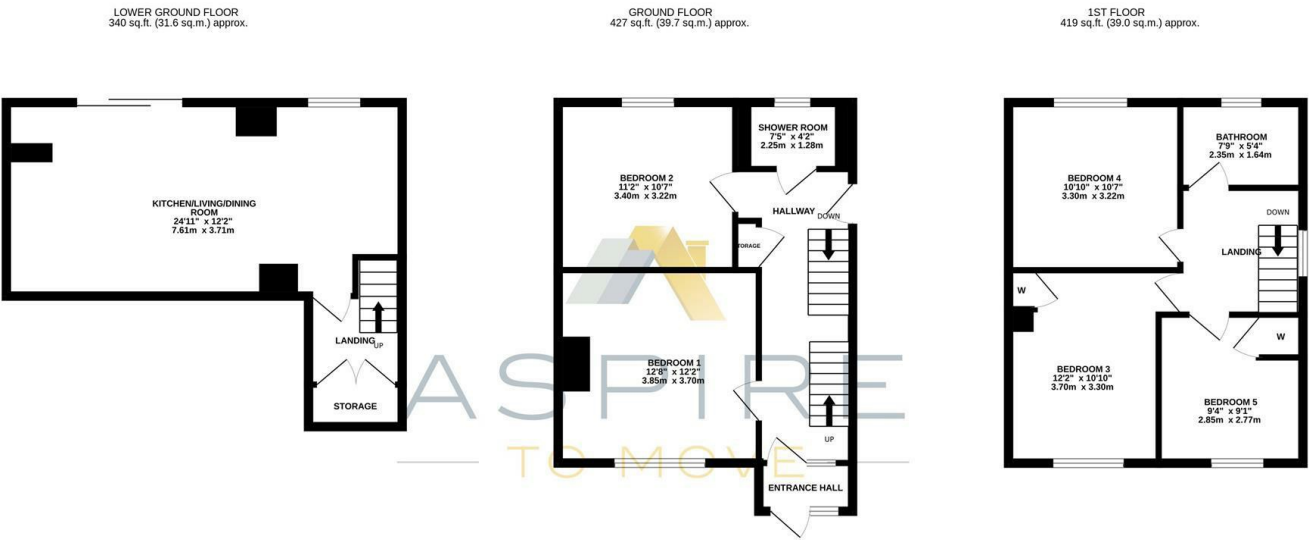 LOWER GROUND FLOOR
340 sq.ft. (31.6 sq.m.) approx.
KITCHEN/LIVING/DINING
ROOM
24'11" x 12'2"
7.61m x 3.71m
LANDING
UP
STORAGE
GROUND FLOOR
427 sq.ft. (39.7 sq.m.) approx.
SHOWER ROOM
7'5" x 4'2"
2.25m x 1.28m
BEDROOM 2
11'2" x 10'7"
3.40m x 3.22m
HALLWAY
DOWN
STORAGE
BEDROOM 1
12'8" x 12'2"
3.85m x 3.70m
UP
ENTRANCE HALL
ASPIRE
TO MOVE
1ST FLOOR
419 sq.ft. (39.0 sq.m.) approx.
BATHROOM
7'9" x 5'4"
2.35m x 1.64m
BEDROOM 4
10'10" x 10'7"
3.30m x 3.22m
DOWN
LANDING
W
W
BEDROOM 3
12'2" x 10'10"
3.70m x 3.30m
BEDROOM 5
9'4" x 9'1"
2.85m x 2.77m